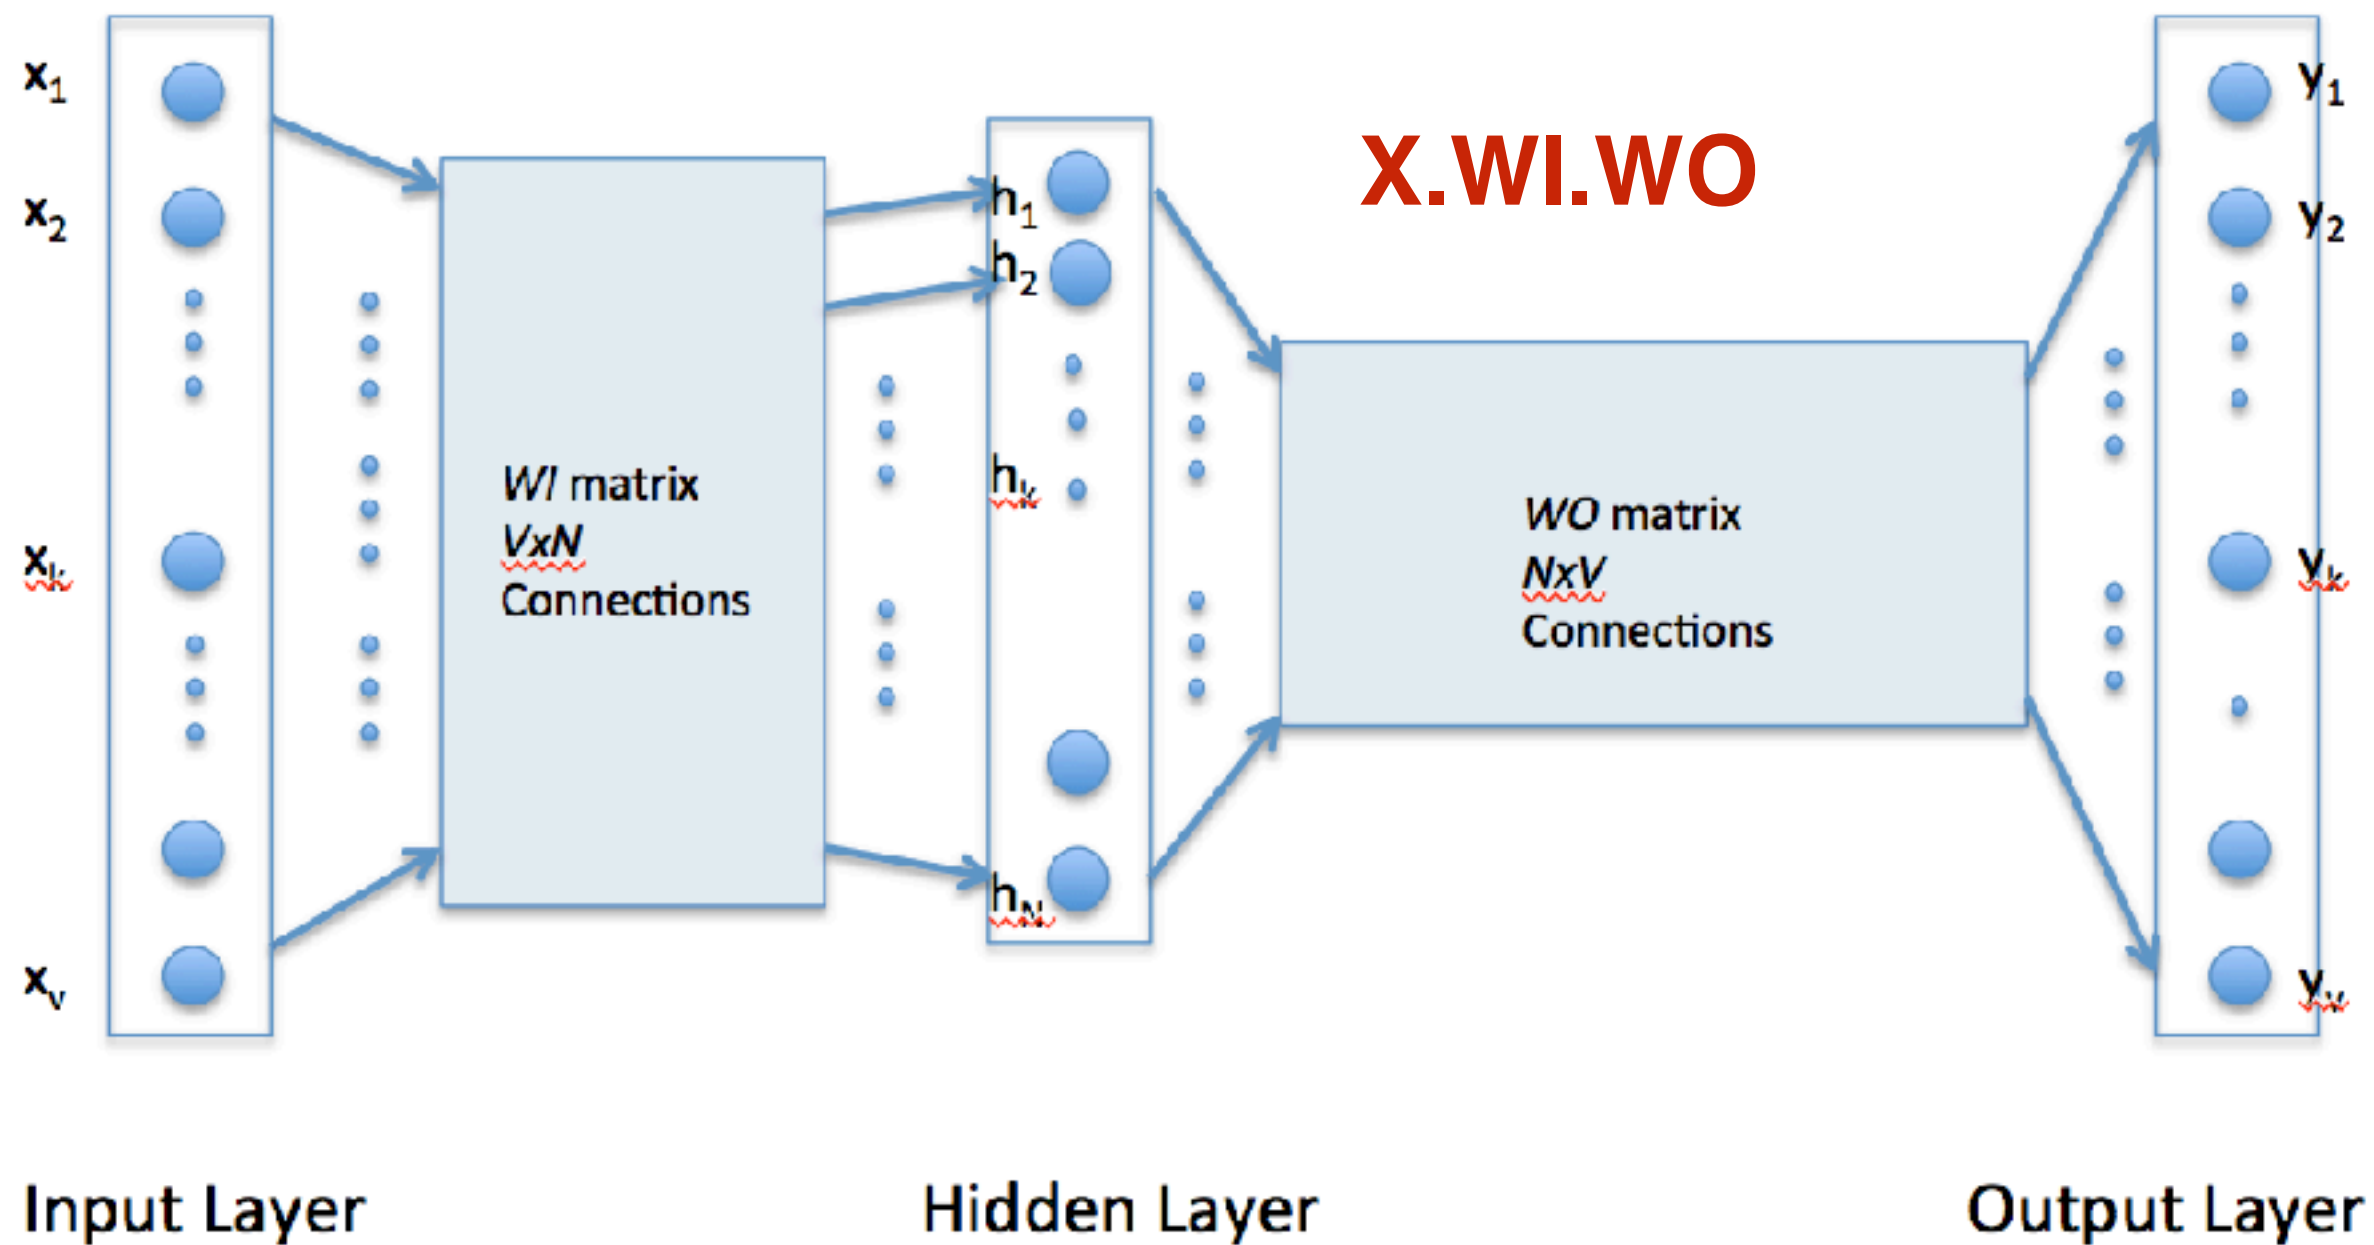 x1
x2
xk
xv
WI matrix
VxN
Connections
h1
h2
hk
hN
X.WI.WO
WO matrix
NxV
Connections
y1
y2
yk
yv
Input Layer
Hidden Layer
Output Layer